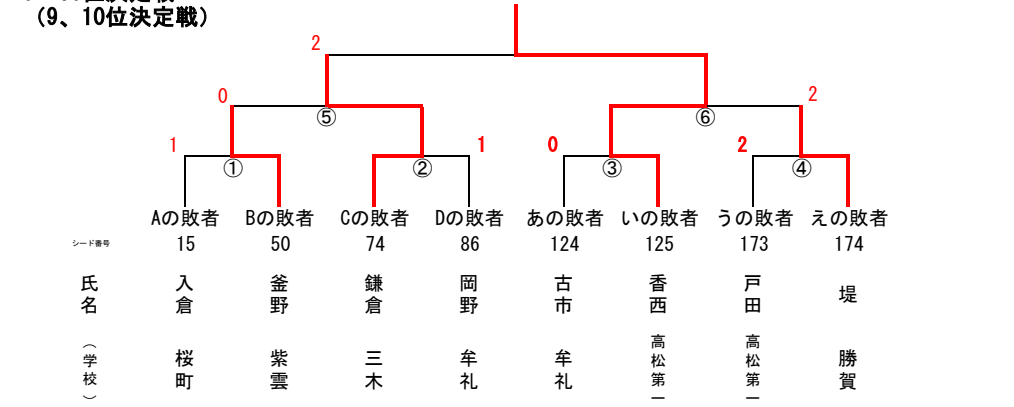 （9、10位決定戦）
2
0 ⑤ ⑥ 2
1 ① ② 1 0 ③ 2 ④
Aの敗者 Bの敗者 Cの敗者 Dの敗者 あの敗者 いの敗者 うの敗者 えの敗者
シード番号 15 50 74 86 124 125 173 174
氏名 入倉 釜野 鎌倉 岡野 古市 香西 戸田 堤
（学校） 桜町 紫雲 三木 牟礼 牟礼 高松第一 高松第一 勝賀